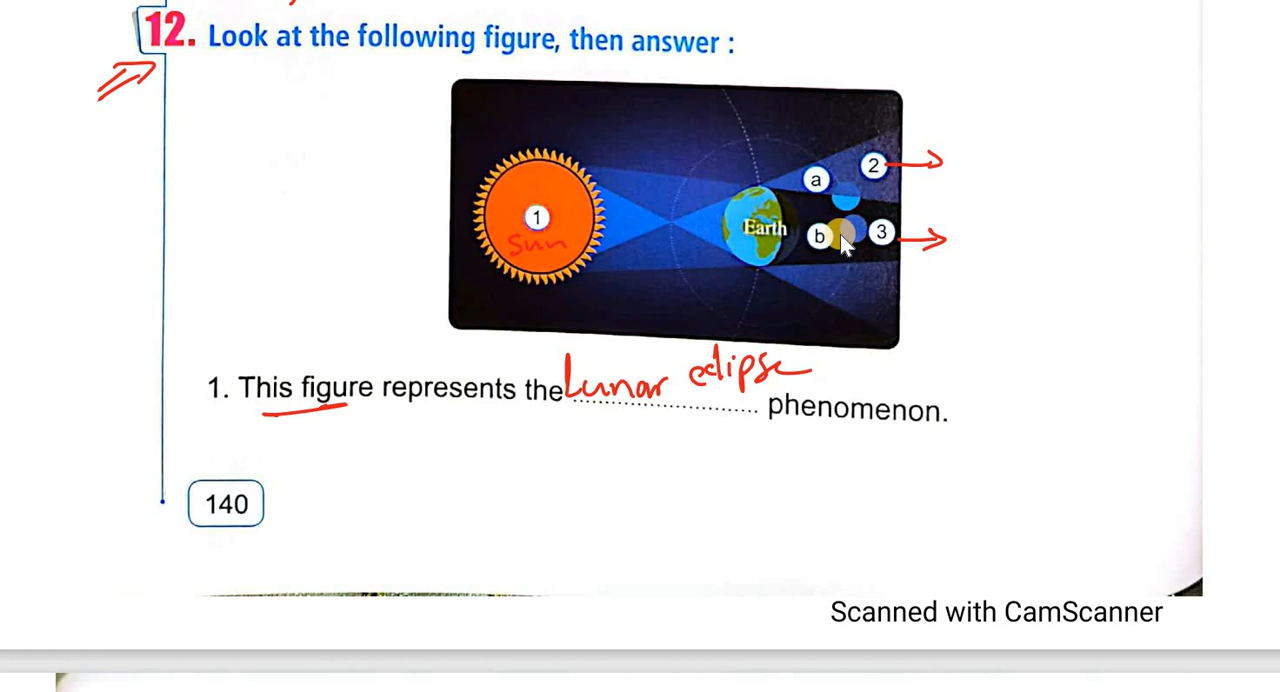 12. Look at the following figure, then answer :
a
2
1
Sun
Earth
b
3
1. This figure represents the Lunar eclipse phenomenon.
140
Scanned with CamScanner